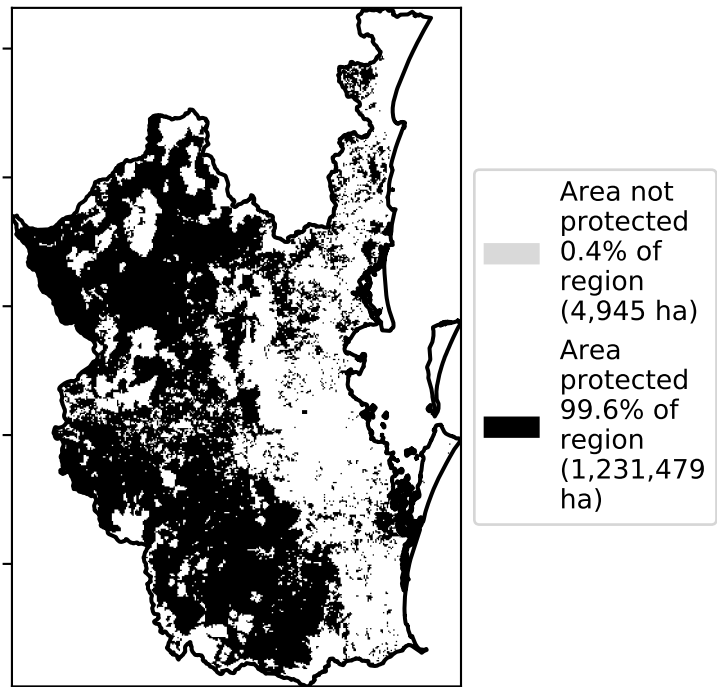 Area not
protected
0.4% of
region
(4,945 ha)
Area
protected
99.6% of
region
(1,231,479
ha)